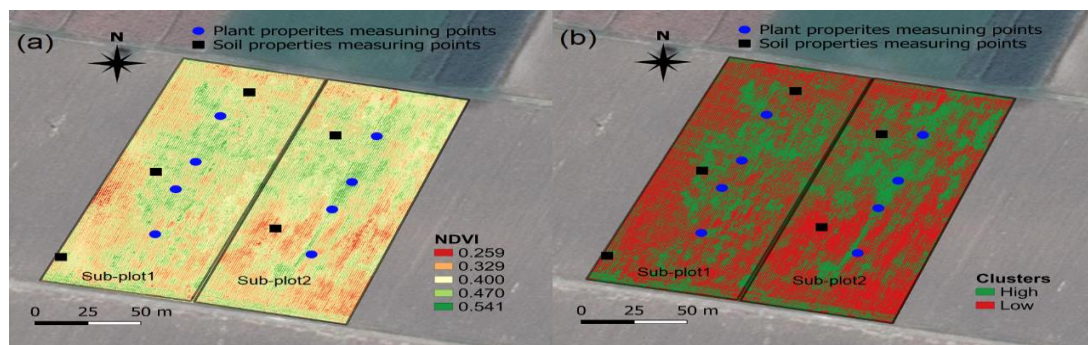 (a)
N
Plant properites measuring points
Soil properties measuring points
Sub-plot1
Sub-plot2
NDVI
0.259
0.329
0.400
0.470
0.541
0 25 50 m
(b)
N
Plant properites measuring points
Soil properties measuring points
Sub-plot1
Sub-plot2
Clusters
High
Low
0 25 50 m